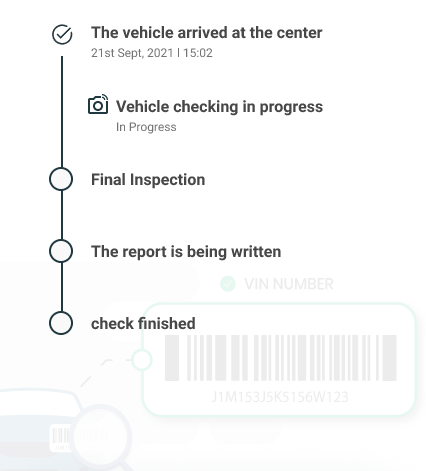 The vehicle arrived at the center
21st Sept, 2021 | 15:02
Vehicle checking in progress
In Progress
Final Inspection
The report is being written
VIN NUMBER
check finished
J1M153J5K5156W123